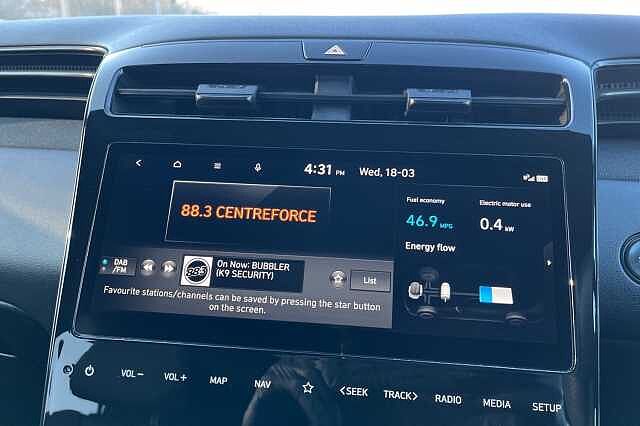 4:31 PM Wed, 18-03
88.3 CENTREFORCE
Fuel economy
46.9 MPG
Electric motor use
0.4 kW
Energy flow
DAB
/FM
88.3
On Now: BUBBLER
(K9 SECURITY)
List
Favourite stations/channels can be saved by pressing the star button
on the screen.
VOL− VOL+ MAP NAV <SEEK TRACK> RADIO MEDIA SETUP